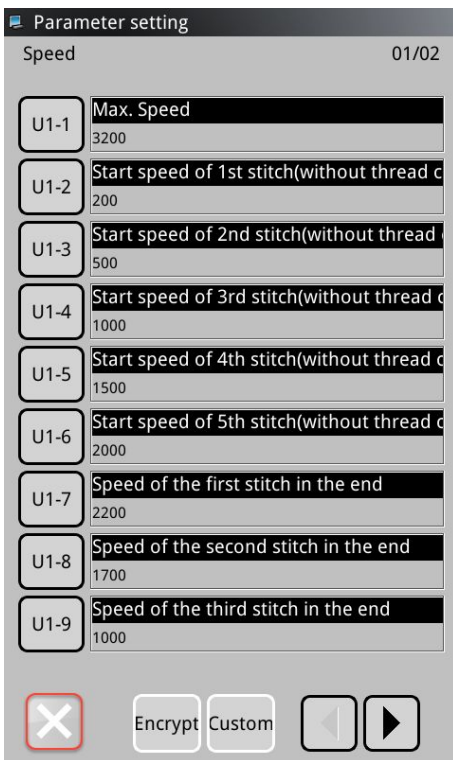 Parameter setting
Speed 01/02
U1-1 Max. Speed
3200
U1-2 Start speed of 1st stitch(without thread c
200
U1-3 Start speed of 2nd stitch(without thread
500
U1-4 Start speed of 3rd stitch(without thread c
1000
U1-5 Start speed of 4th stitch(without thread c
1500
U1-6 Start speed of 5th stitch(without thread c
2000
U1-7 Speed of the first stitch in the end
2200
U1-8 Speed of the second stitch in the end
1700
U1-9 Speed of the third stitch in the end
1000
Encrypt Custom